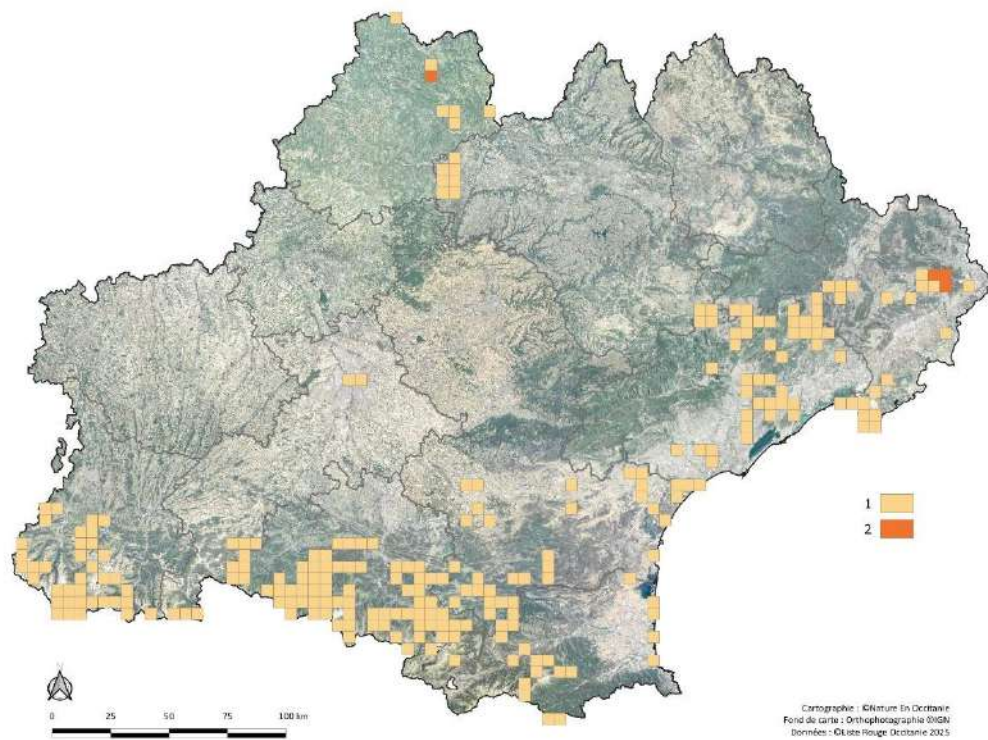 1
2
N
0 25 50 75 100 km
Cartographie : ©Nature En Occitanie
Fond de carte : Orthophotographie ©IGN
Données : ©Liste Rouge Occitanie 2025